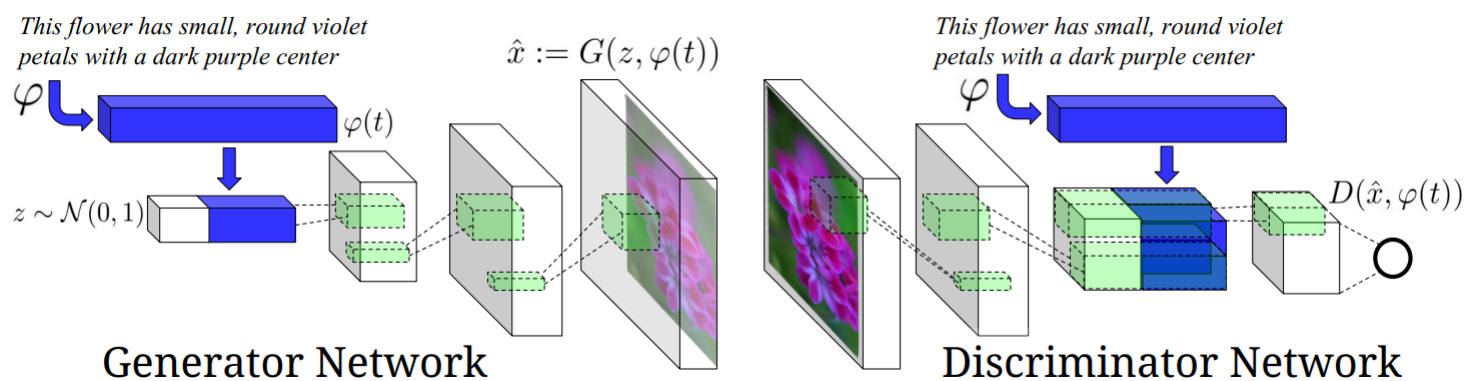 This flower has small, round violet
petals with a dark purple center
φ
φ(t)
z ∼ 𝒩(0, 1)
x̂ := G(z, φ(t))
Generator Network
This flower has small, round violet
petals with a dark purple center
φ
D(x̂, φ(t))
Discriminator Network